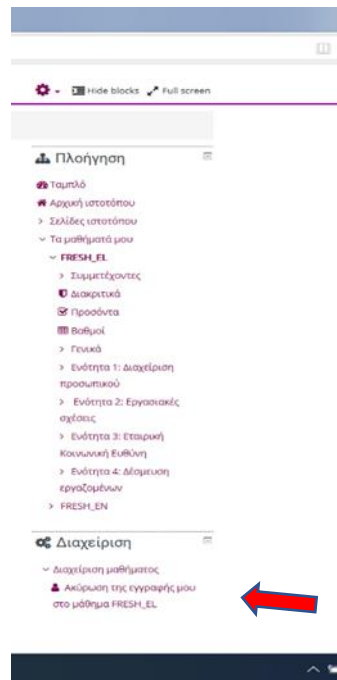 Hide blocks Full screen
Πλοήγηση
Ταμπλό
Αρχική ιστοτόπου
Σελίδες ιστοτόπου
Τα μαθήματά μου
FRESH_EL
Συμμετέχοντες
Διακριτικά
Προσόντα
Βαθμοί
Γενικά
Ενότητα 1: Διαχείριση
προσωπικού
Ενότητα 2: Εργασιακές
σχέσεις
Ενότητα 3: Εταιρική
Κοινωνική Ευθύνη
Ενότητα 4: Δέσμευση
εργαζομένων
FRESH_EN
Διαχείριση
Διαχείριση μαθήματος
Ακύρωση της εγγραφής μου
στο μάθημα FRESH_EL